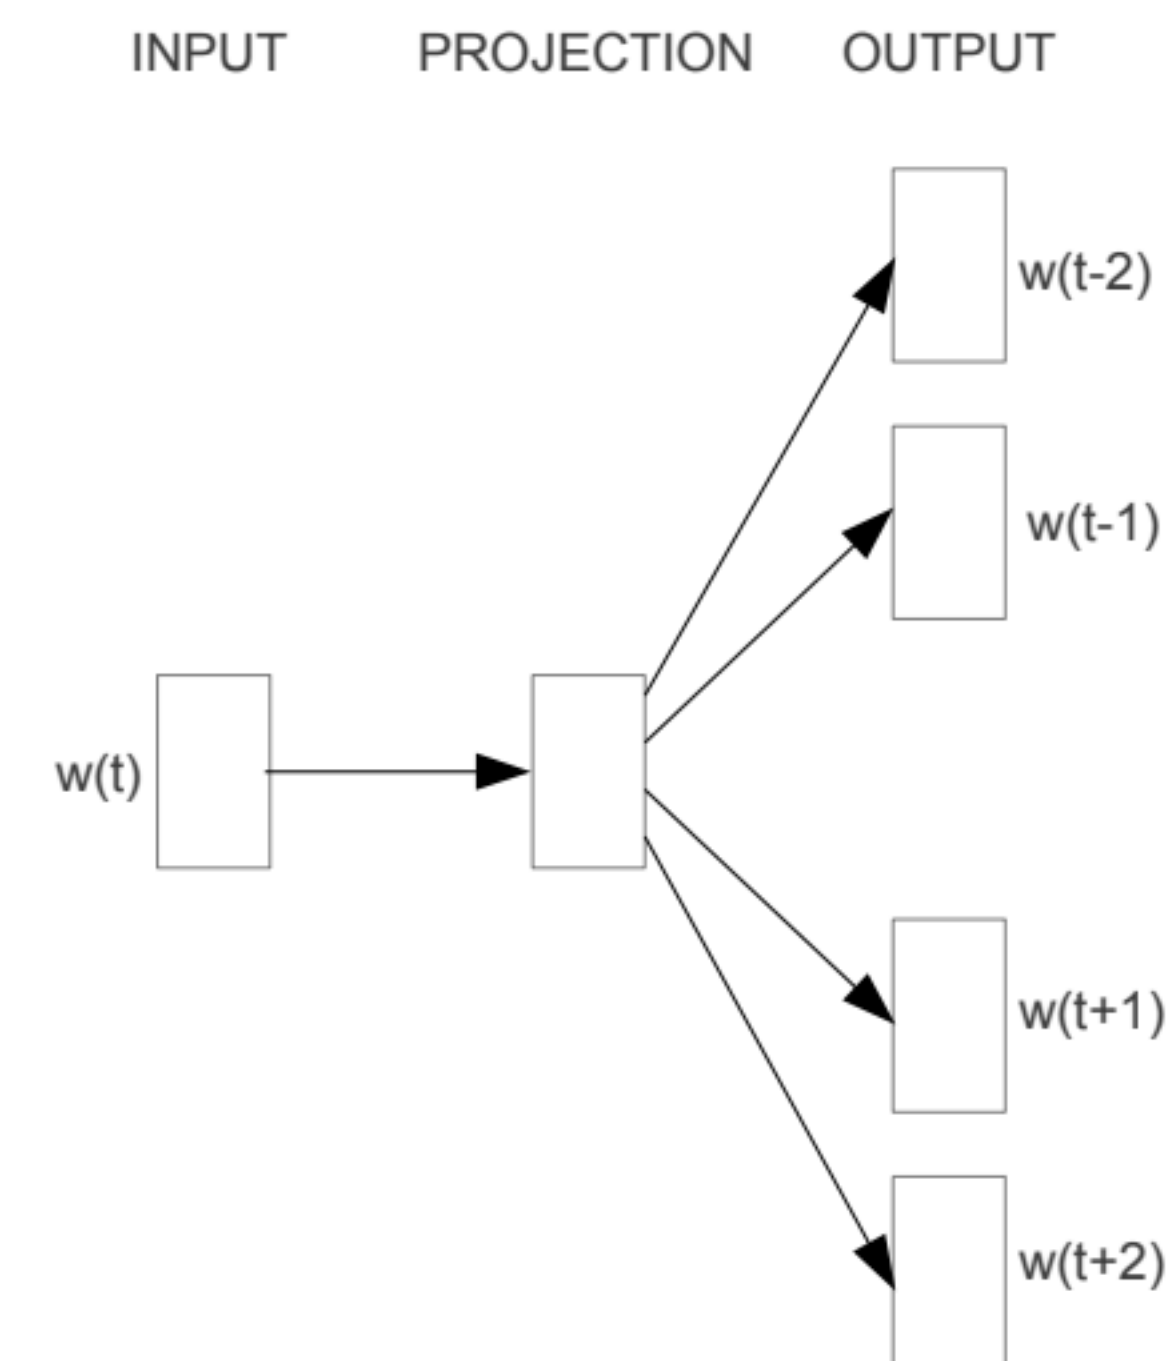 INPUT PROJECTION OUTPUT
w(t-2)
w(t-1)
w(t)
w(t+1)
w(t+2)